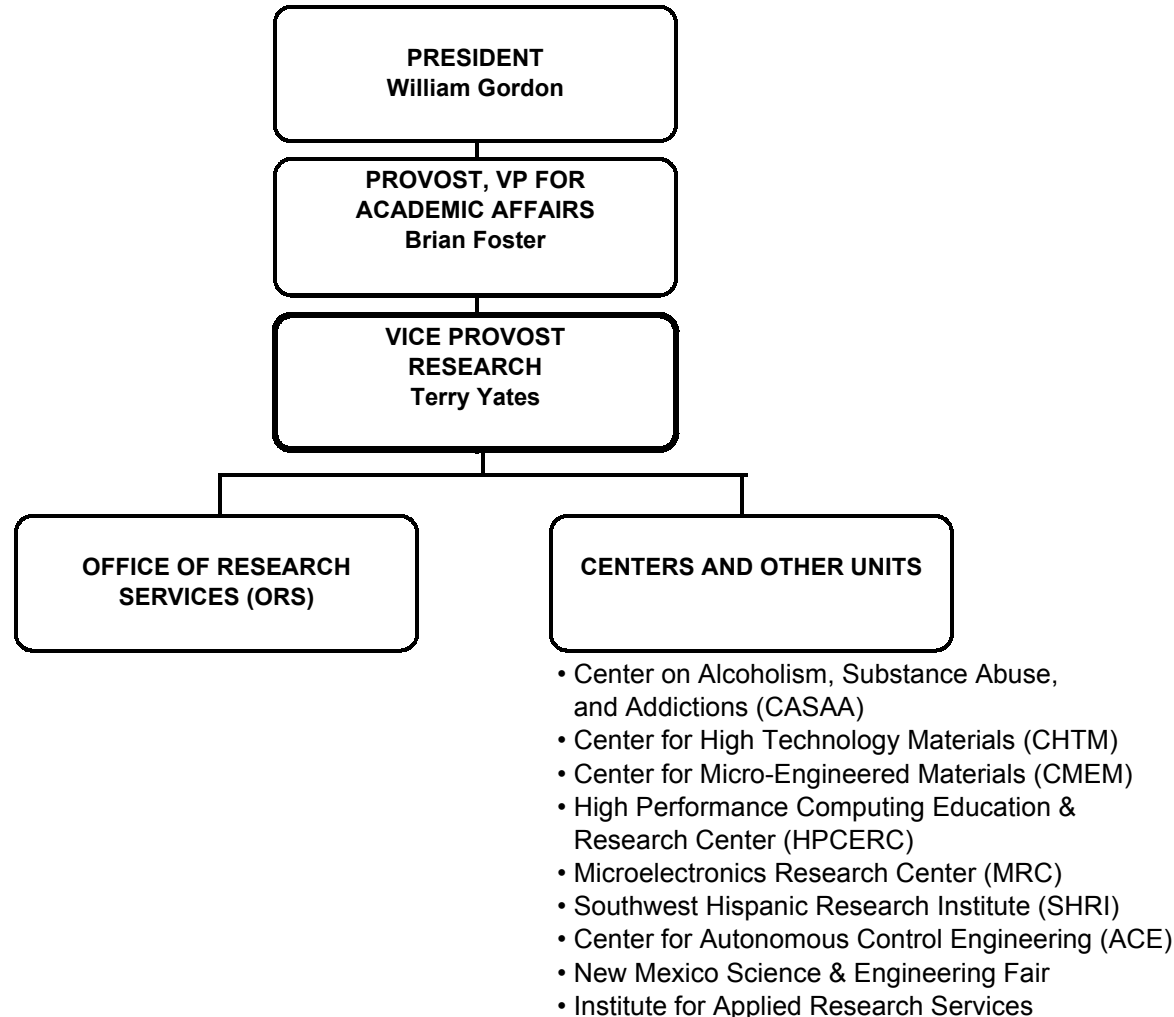 PRESIDENT
William Gordon
PROVOST, VP FOR
ACADEMIC AFFAIRS
Brian Foster
VICE PROVOST
RESEARCH
Terry Yates
OFFICE OF RESEARCH
SERVICES (ORS)
CENTERS AND OTHER UNITS
• Center on Alcoholism, Substance Abuse,
and Addictions (CASAA)
• Center for High Technology Materials (CHTM)
• Center for Micro-Engineered Materials (CMEM)
• High Performance Computing Education &
Research Center (HPCERC)
• Microelectronics Research Center (MRC)
• Southwest Hispanic Research Institute (SHRI)
• Center for Autonomous Control Engineering (ACE)
• New Mexico Science & Engineering Fair
• Institute for Applied Research Services